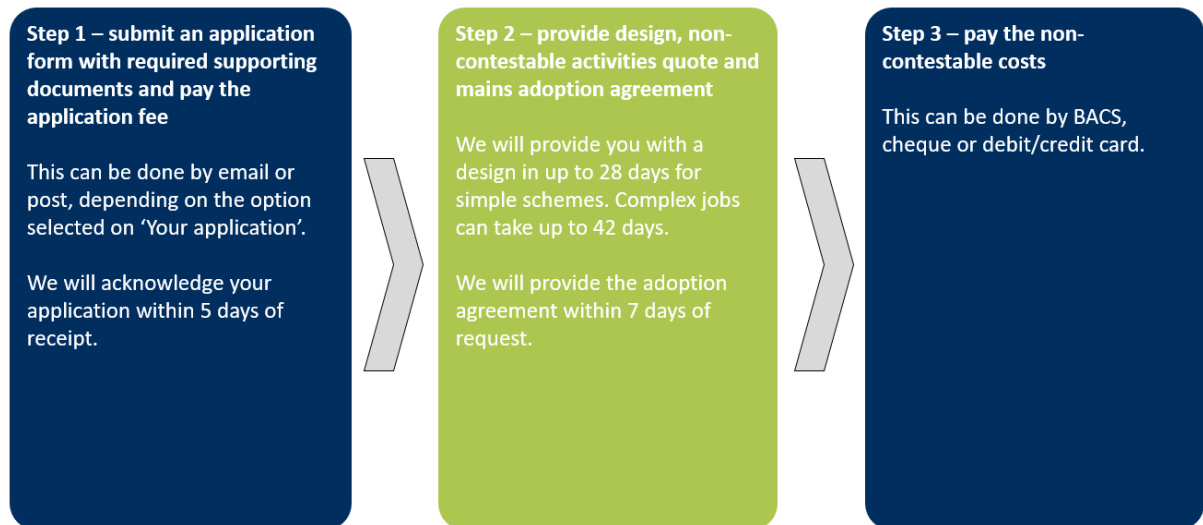 Step 1 – submit an application
form with required supporting
documents and pay the
application fee
This can be done by email or
post, depending on the option
selected on ‘Your application’.
We will acknowledge your
application within 5 days of
receipt.
Step 2 – provide design, non-
contestable activities quote and
mains adoption agreement
We will provide you with a
design in up to 28 days for
simple schemes. Complex jobs
can take up to 42 days.
We will provide the adoption
agreement within 7 days of
request.
Step 3 – pay the non-
contestable costs
This can be done by BACS,
cheque or debit/credit card.